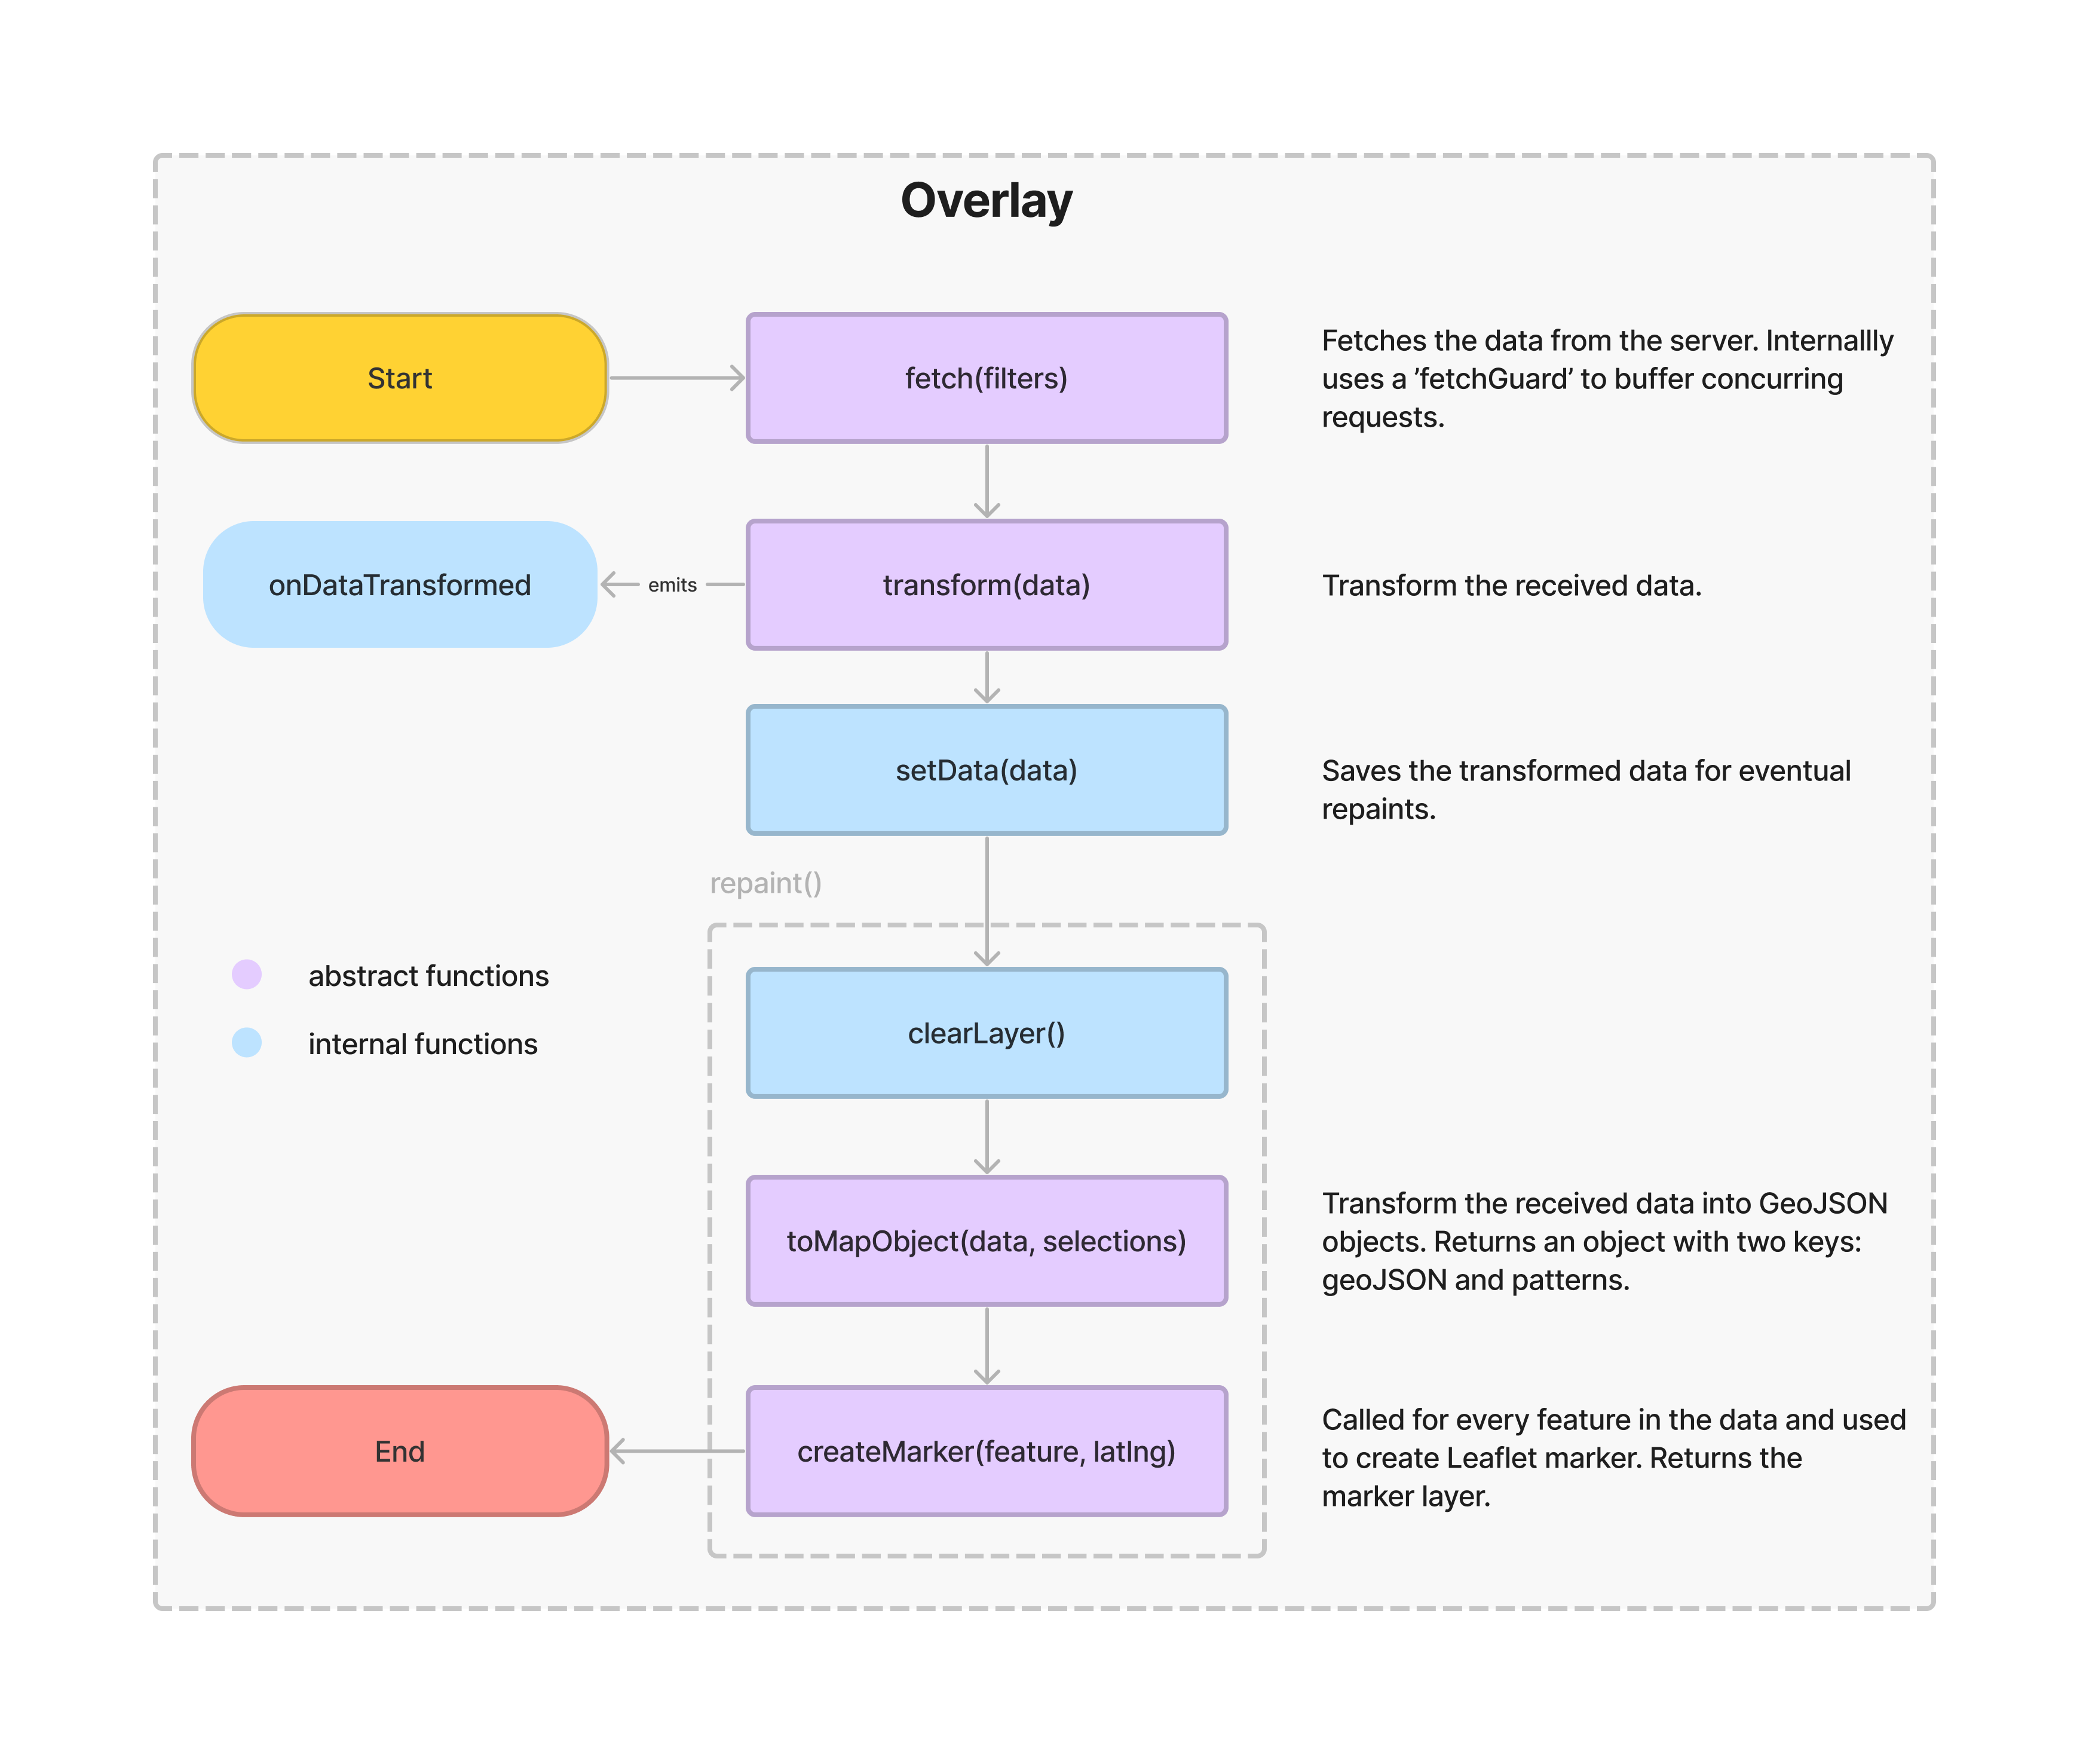 Overlay
Start
fetch(filters)
Fetches the data from the server. Internallly
uses a ’fetchGuard’ to buffer concurring
requests.
onDataTransformed
emits
transform(data)
Transform the received data.
setData(data)
Saves the transformed data for eventual
repaints.
repaint()
abstract functions
internal functions
clearLayer()
toMapObject(data, selections)
Transform the received data into GeoJSON
objects. Returns an object with two keys:
geoJSON and patterns.
End
createMarker(feature, latlng)
Called for every feature in the data and used
to create Leaflet marker. Returns the
marker layer.